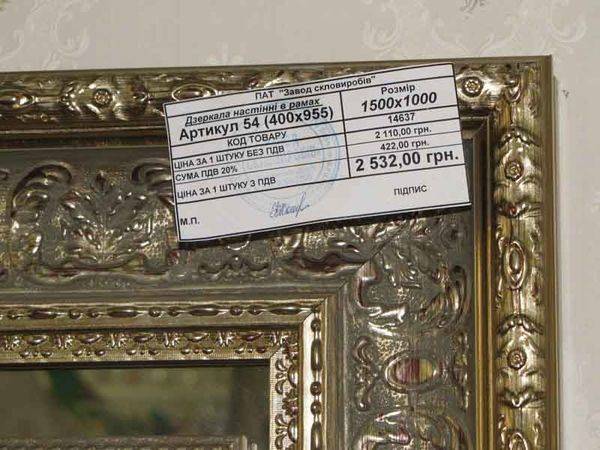 ПАТ "Завод скловиробів"
Дзеркала настінні в рамах Розмір
Артикул 54 (400х955) 1500х1000
КОД ТОВАРУ 14637
ЦІНА ЗА 1 ШТУКУ БЕЗ ПДВ 2 110,00 грн.
СУМА ПДВ 20% 422,00 грн.
ЦІНА ЗА 1 ШТУКУ З ПДВ 2 532,00 грн.
М.П. ПІДПИС